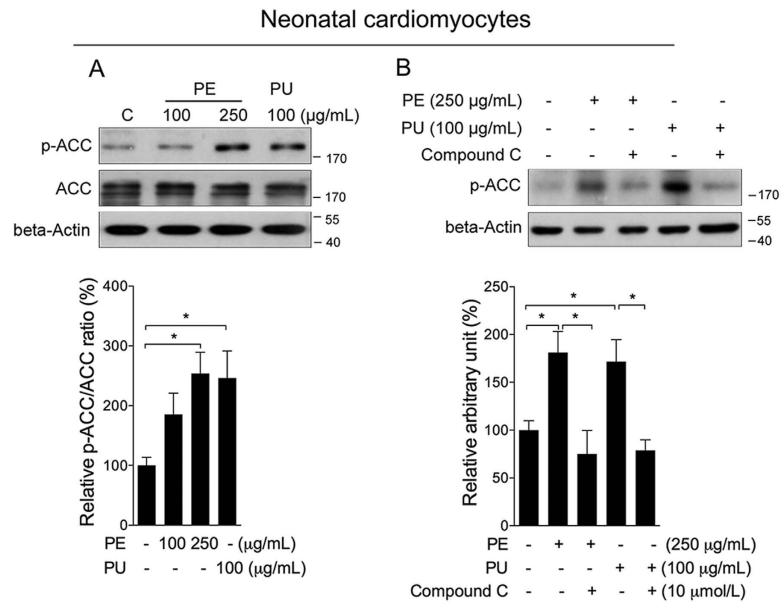 Neonatal cardiomyocytes
A
PE PU
C 100 250 100 (µg/mL)
p-ACC
- 170
ACC
- 170
beta-Actin
- 55
- 40
Relative p-ACC/ACC ratio (%)
400
300
200
100
0
* *
PE - 100 250 - (µg/mL)
PU - - - 100 (µg/mL)
B
PE (250 µg/mL) - + + - -
PU (100 µg/mL) - - - + +
Compound C - - + - +
p-ACC
- 170
beta-Actin
- 55
- 40
Relative arbitrary unit (%)
250
200
150
100
50
0
* * * *
PE - + + - - (250 µg/mL)
PU - - - + + (100 µg/mL)
Compound C - - + - + (10 µmol/L)